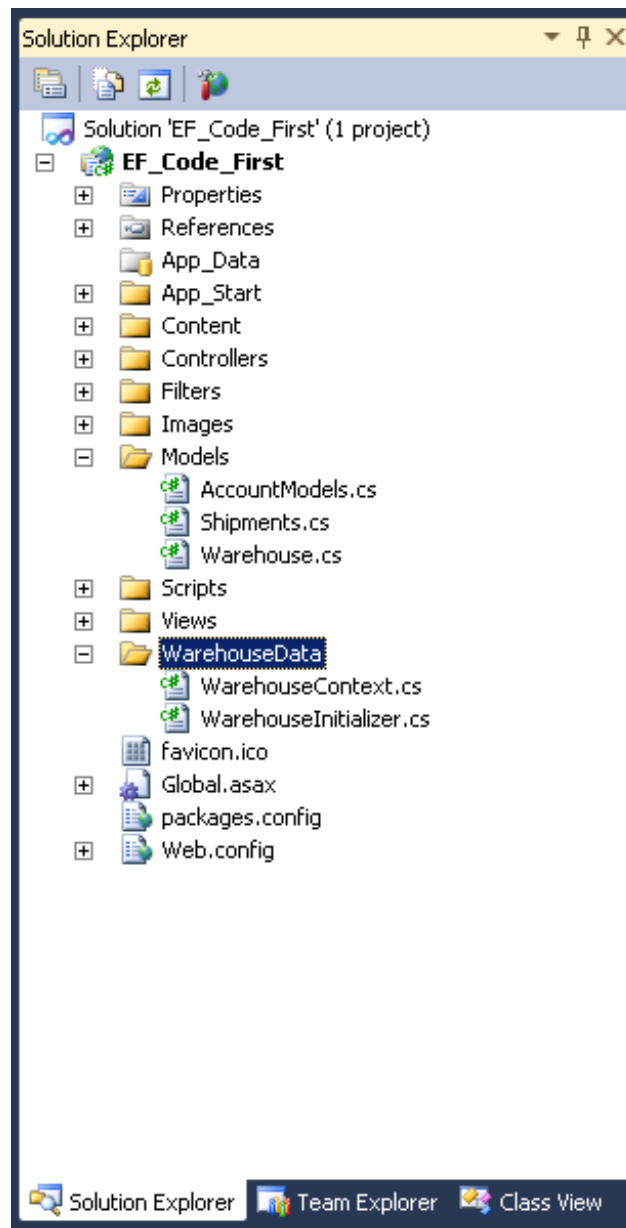 Solution Explorer
Solution 'EF_Code_First' (1 project)
EF_Code_First
Properties
References
App_Data
App_Start
Content
Controllers
Filters
Images
Models
AccountModels.cs
Shipments.cs
Warehouse.cs
Scripts
Views
WarehouseData
WarehouseContext.cs
WarehouseInitializer.cs
favicon.ico
Global.asax
packages.config
Web.config
Solution Explorer Team Explorer Class View